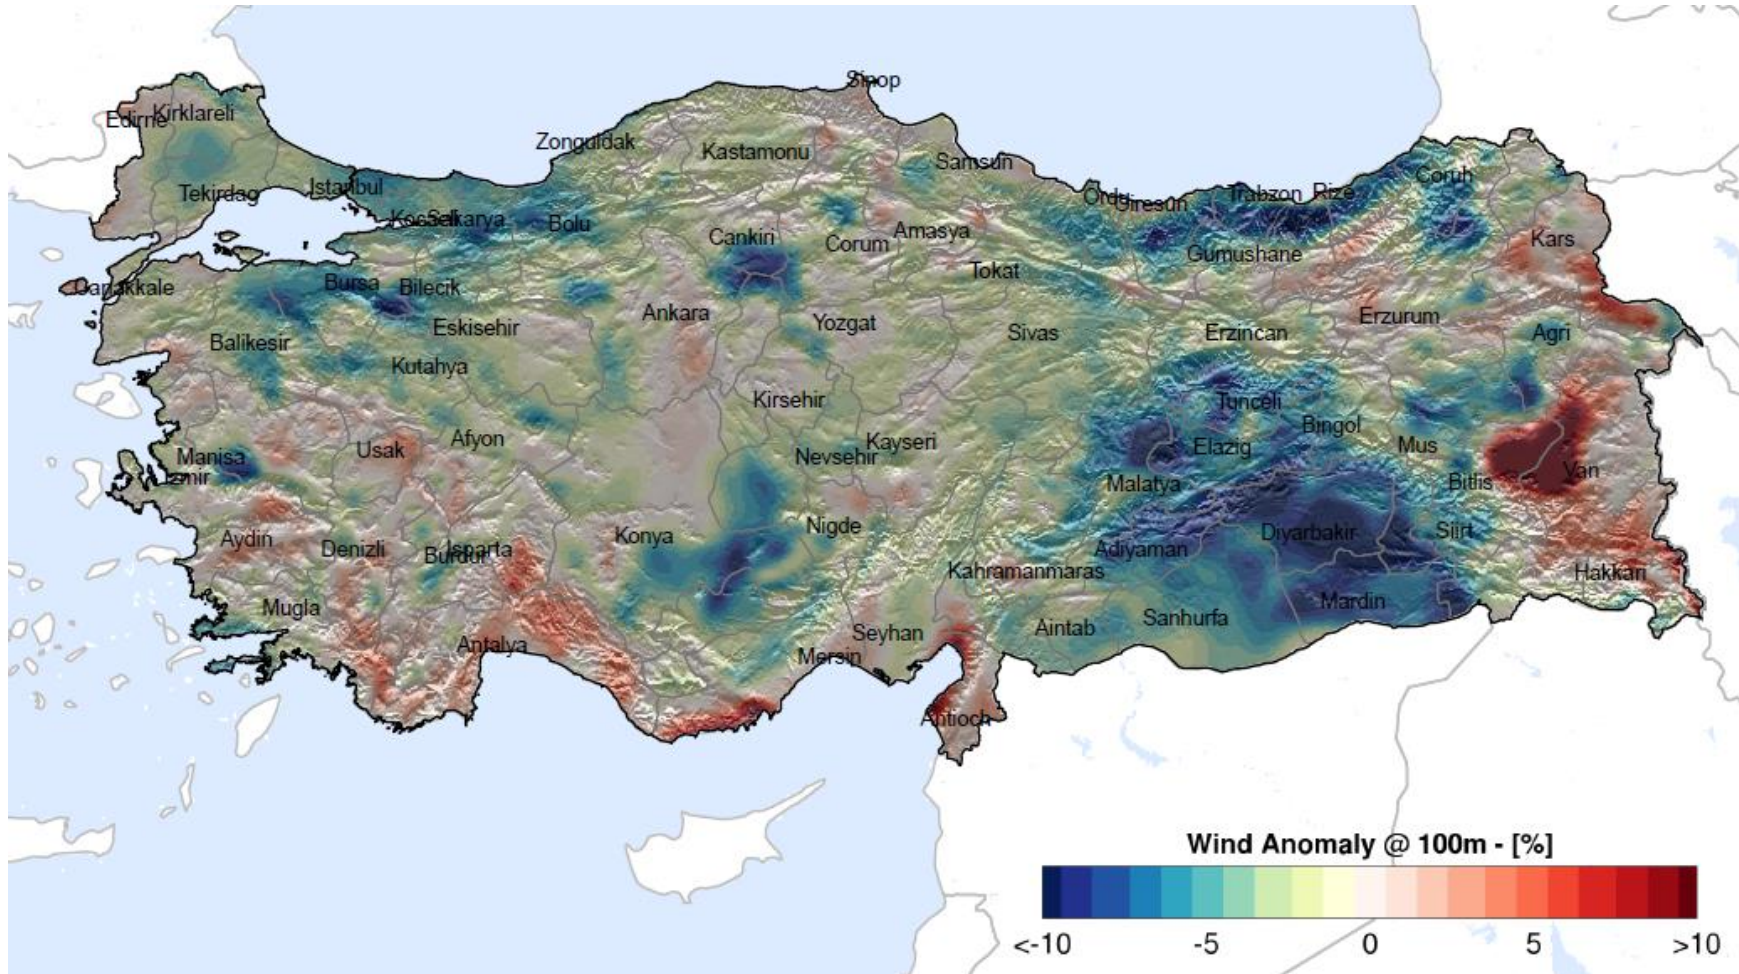 Sinop
Edirne
Kirklareli
Zonguldak
Kastamonu
Samsun
Tekirdag
Istanbul
Ordu
Giresun
Trabzon
Rize
Coruh
Kocaeli
Sakarya
Bolu
Cankiri
Corum
Amasya
Gumushane
Kars
Tokat
Canakkale
Bursa
Bilecik
Ankara
Yozgat
Sivas
Erzincan
Erzurum
Agri
Eskisehir
Balikesir
Kutahya
Kirsehir
Tunceli
Bingol
Afyon
Usak
Kayseri
Nevsehir
Elazig
Mus
Manisa
Izmir
Malatya
Bitlis
Van
Aydin
Denizli
Burdur
Isparta
Konya
Nigde
Adiyaman
Diyarbakir
Siirt
Kahramanmaras
Hakkari
Mugla
Antalya
Mersin
Seyhan
Aintab
Sanhurfa
Mardin
Antioch
Wind Anomaly @ 100m - [%]
<-10 -5 0 5 >10